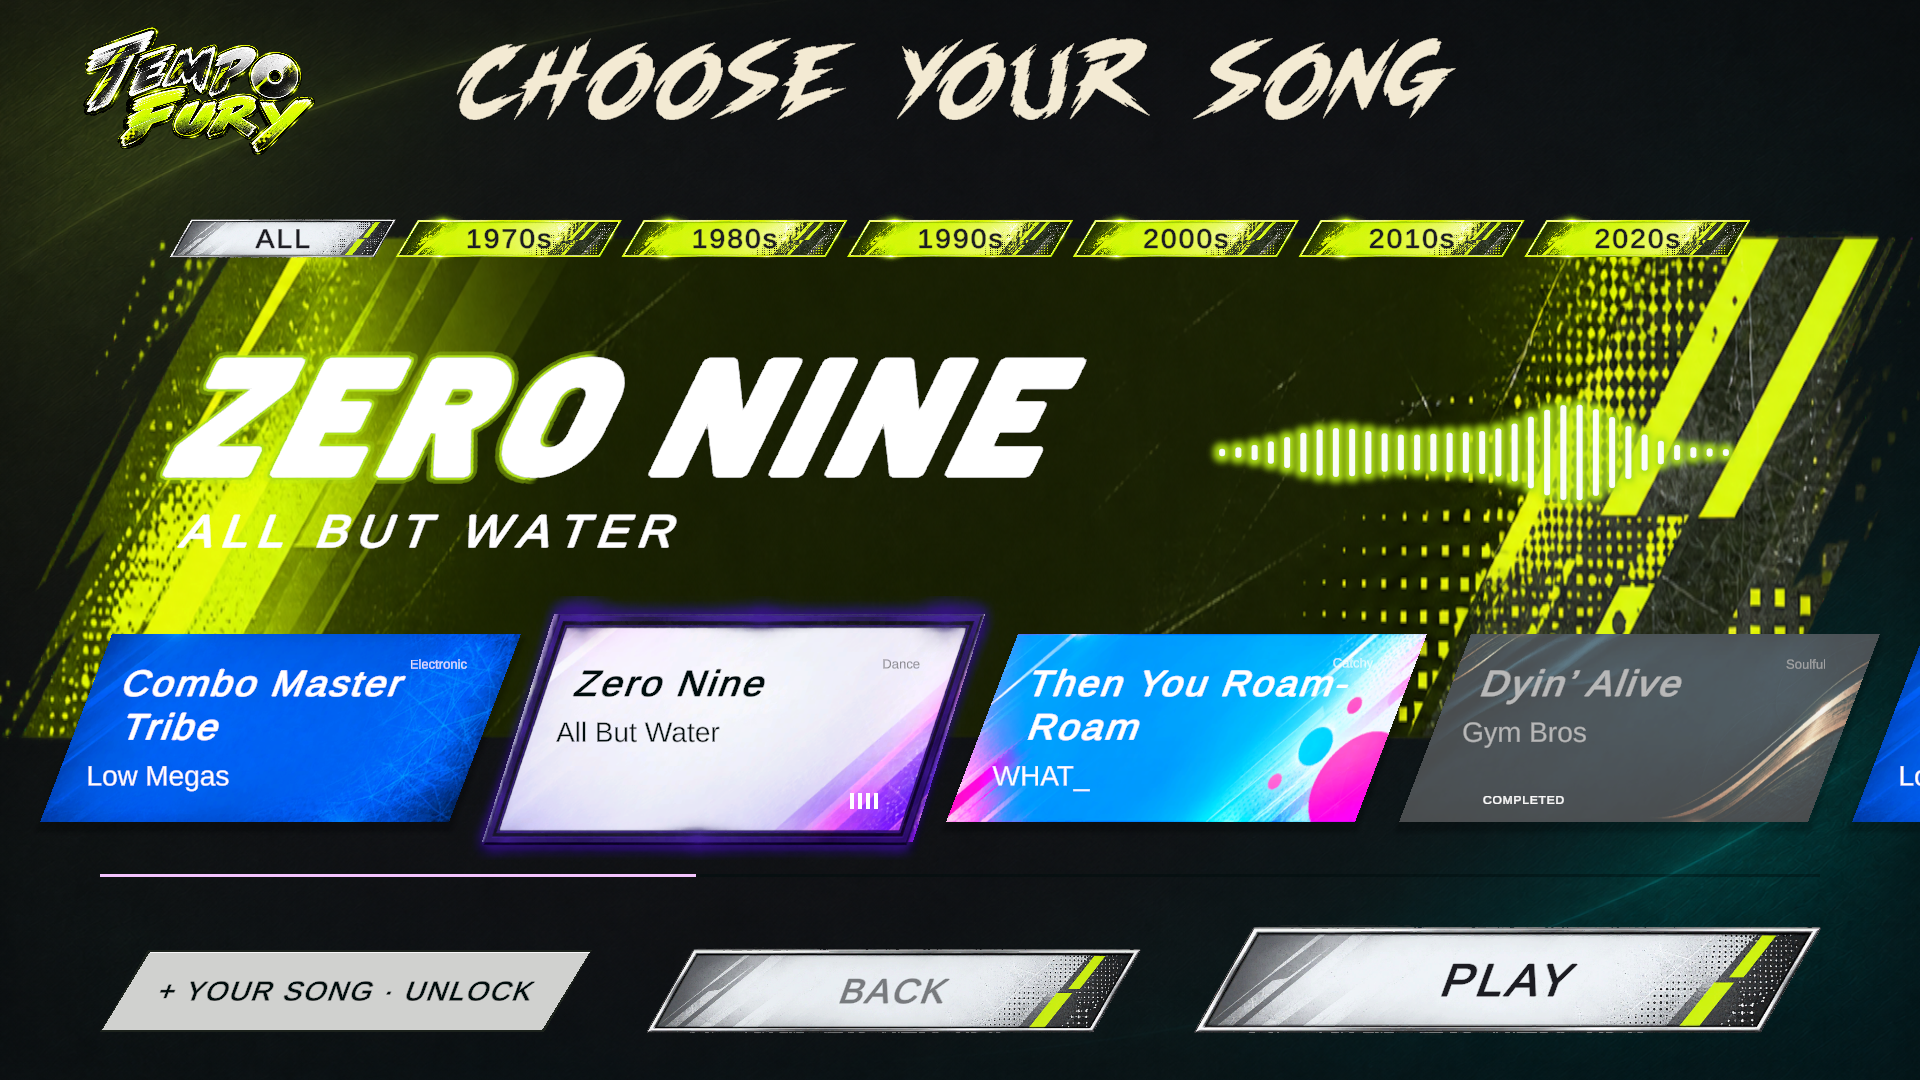 TEMPO
FURY
CHOOSE YOUR SONG
ALL
1970s
1980s
1990s
2000s
2010s
2020s
ZERO NINE
ALL BUT WATER
Electronic
Combo Master
Tribe
Low Megas
Dance
Zero Nine
All But Water
Catchy
Then You Roam-
Roam
WHAT_
Soulful
Dyin’ Alive
Gym Bros
COMPLETED
Lo
+ YOUR SONG · UNLOCK
BACK
PLAY